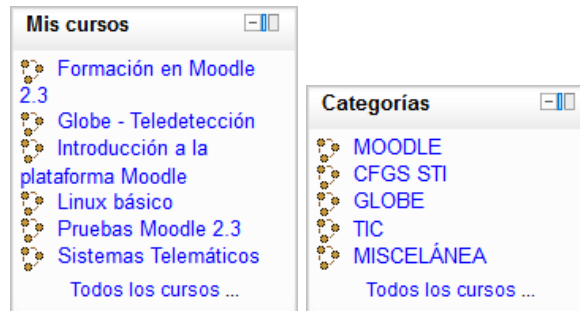 Mis cursos
Formación en Moodle
2.3
Globe - Teledetección
Introducción a la
plataforma Moodle
Linux básico
Pruebas Moodle 2.3
Sistemas Telemáticos
Todos los cursos ...
Categorías
MOODLE
CFGS STI
GLOBE
TIC
MISCELÁNEA
Todos los cursos ...